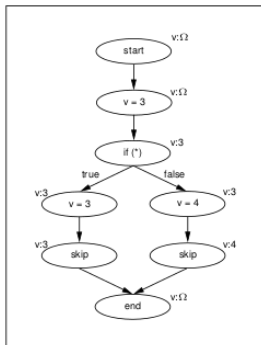 v:Ω
start
v:Ω
v = 3
v:3
if (*)
true false
v:3 v:3
v = 3 v = 4
v:3 v:4
skip skip
end
v:Ω